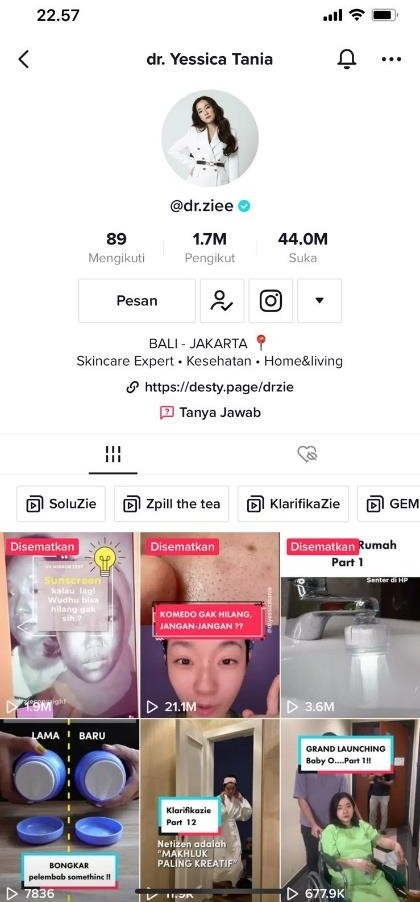 22.57
dr. Yessica Tania
@dr.ziee
89
Mengikuti
1.7M
Pengikut
44.0M
Suka
Pesan
BALI - JAKARTA
Skincare Expert • Kesehatan • Home&living
https://desty.page/drzie
Tanya Jawab
SoluZie
Zpill the tea
KlarifikaZie
GEM
Disematkan
Sunscreen
kalau lagi
Wudhu bisa
hilang gak
sih ?
1.9M
Disematkan
KOMEDO GAK HILANG,
JANGAN-JANGAN ??
21.1M
Disematkan
Rumah
Part 1
Senter di HP
3.6M
LAMA
BARU
BONGKAR
pelembab somethinc !!
7836
Klarifikazie
Part 12
Netizen adalah
"MAKHLUK
PALING KREATIF"
11.9K
GRAND LAUNCHING
Baby O....Part 1!!
677.9K